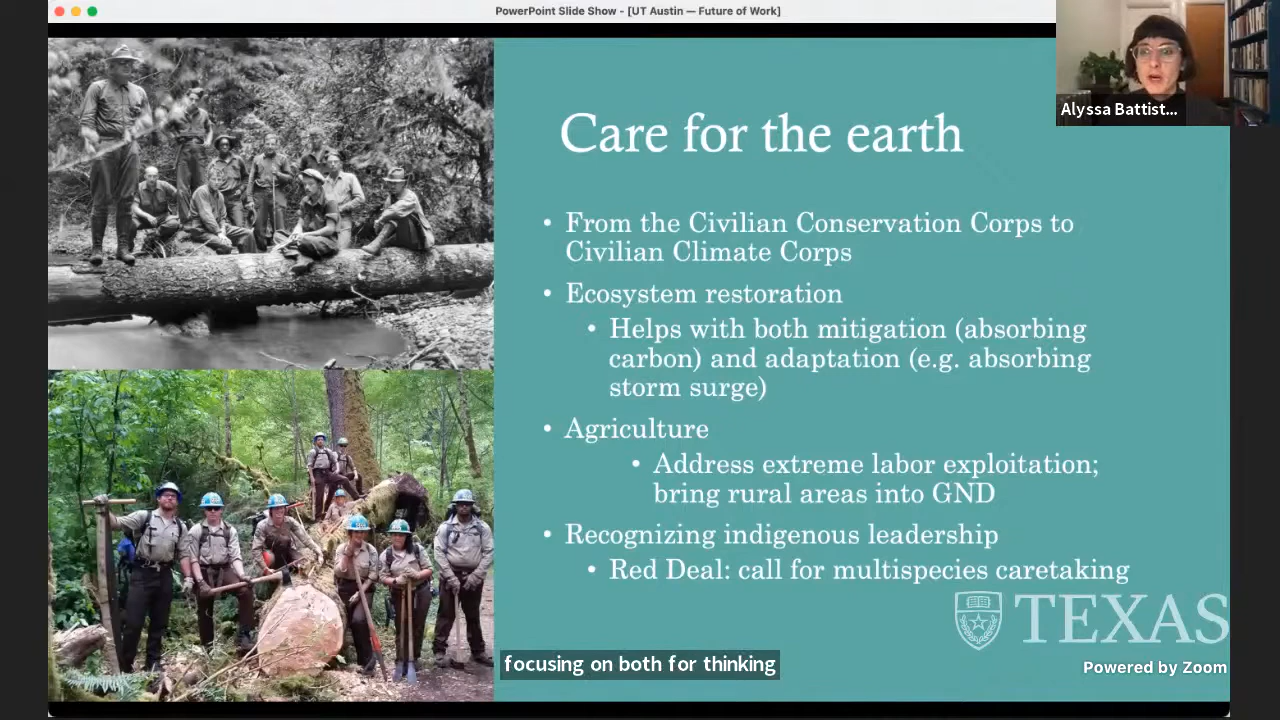 PowerPoint Slide Show - [UT Austin — Future of Work]
Alyssa Battist...
Care for the earth
• From the Civilian Conservation Corps to
Civilian Climate Corps
• Ecosystem restoration
• Helps with both mitigation (absorbing
carbon) and adaptation (e.g. absorbing
storm surge)
• Agriculture
• Address extreme labor exploitation;
bring rural areas into GND
• Recognizing indigenous leadership
• Red Deal: call for multispecies caretaking
TEXAS
focusing on both for thinking
Powered by Zoom